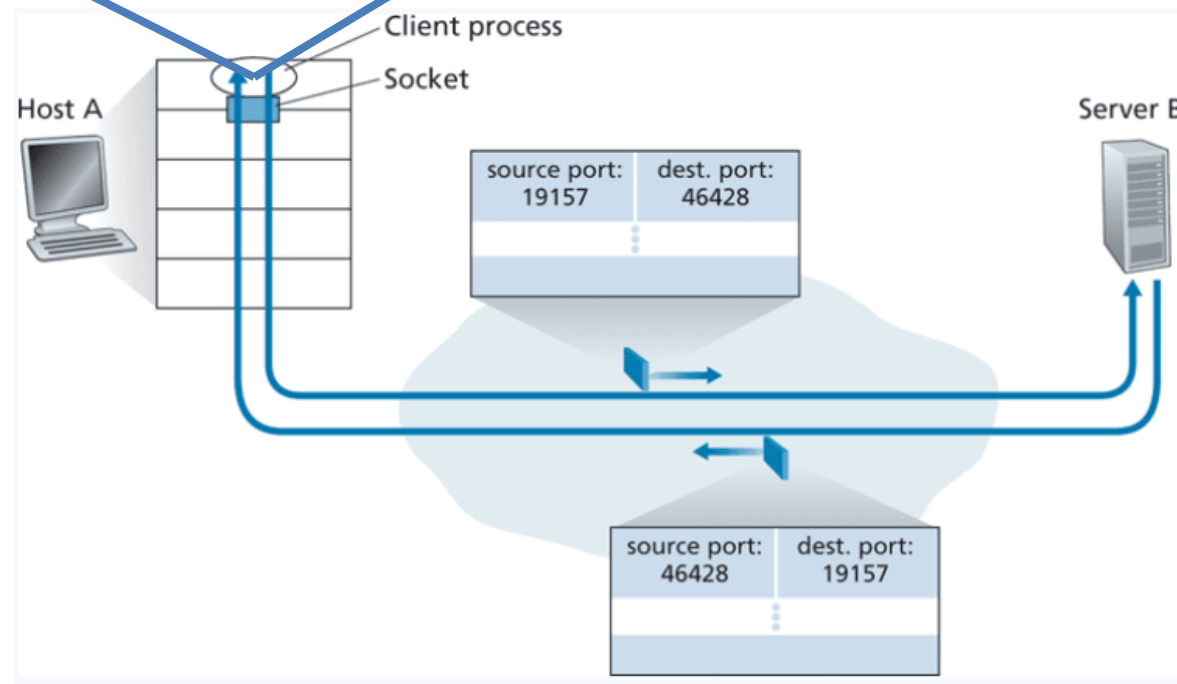 Client process
Socket
Host A
Server B
source port:
19157
dest. port:
46428
source port:
46428
dest. port:
19157